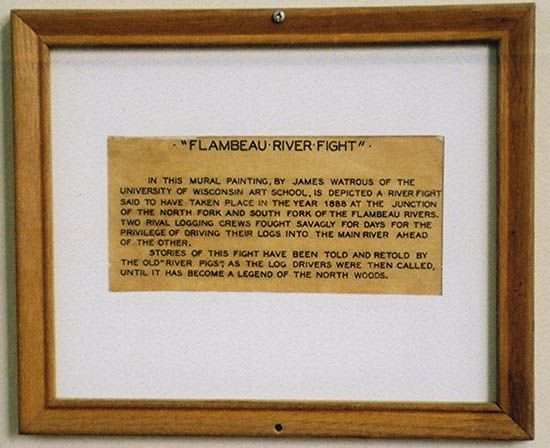 · "FLAMBEAU·RIVER·FIGHT" ·
IN THIS MURAL PAINTING, BY JAMES WATROUS OF THE
UNIVERSITY OF WISCONSIN ART SCHOOL, IS DEPICTED A RIVER FIGHT
SAID TO HAVE TAKEN PLACE IN THE YEAR 1888 AT THE JUNCTION
OF THE NORTH FORK AND SOUTH FORK OF THE FLAMBEAU RIVERS.
TWO RIVAL LOGGING CREWS FOUGHT SAVAGLY FOR DAYS FOR THE
PRIVILEGE OF DRIVING THEIR LOGS INTO THE MAIN RIVER AHEAD
OF THE OTHER.
STORIES OF THIS FIGHT HAVE BEEN TOLD AND RETOLD BY
THE OLD "RIVER PIGS", AS THE LOG DRIVERS WERE THEN CALLED,
UNTIL IT HAS BECOME A LEGEND OF THE NORTH WOODS.